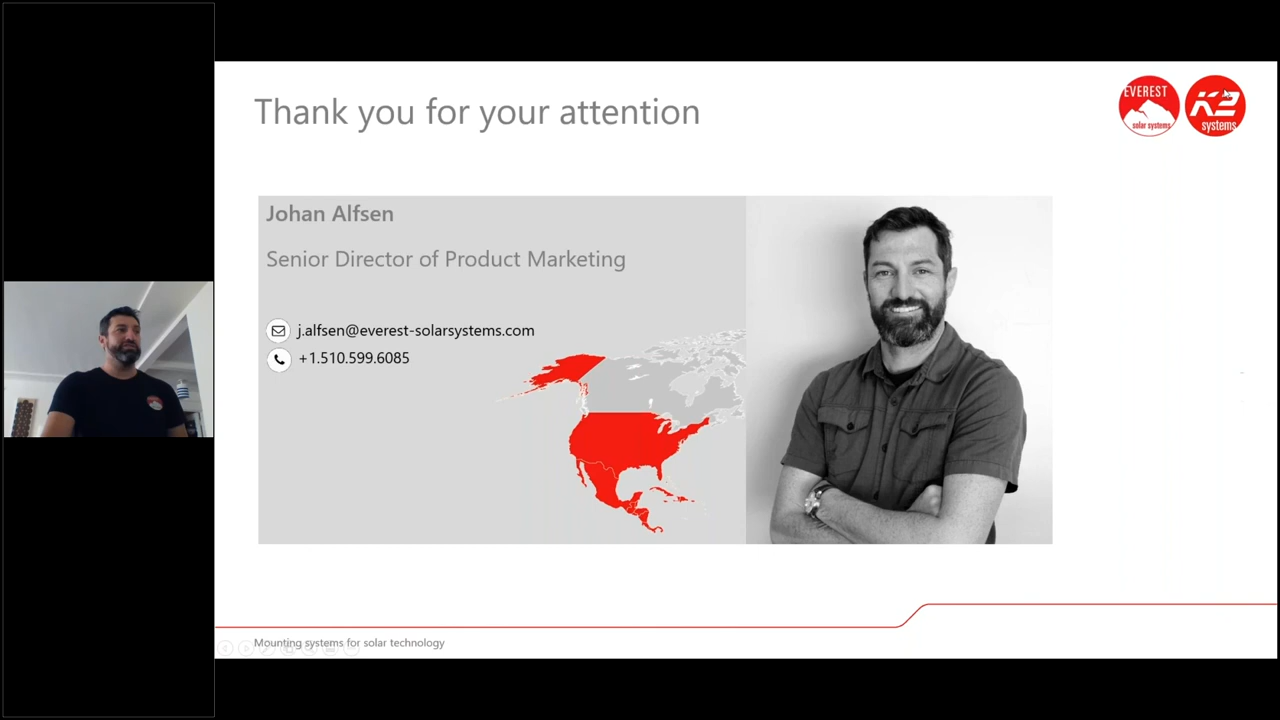 Thank you for your attention
EVEREST
solar systems
K2
systems
Johan Alfsen
Senior Director of Product Marketing
j.alfsen@everest-solarsystems.com
+1.510.599.6085
Mounting systems for solar technology